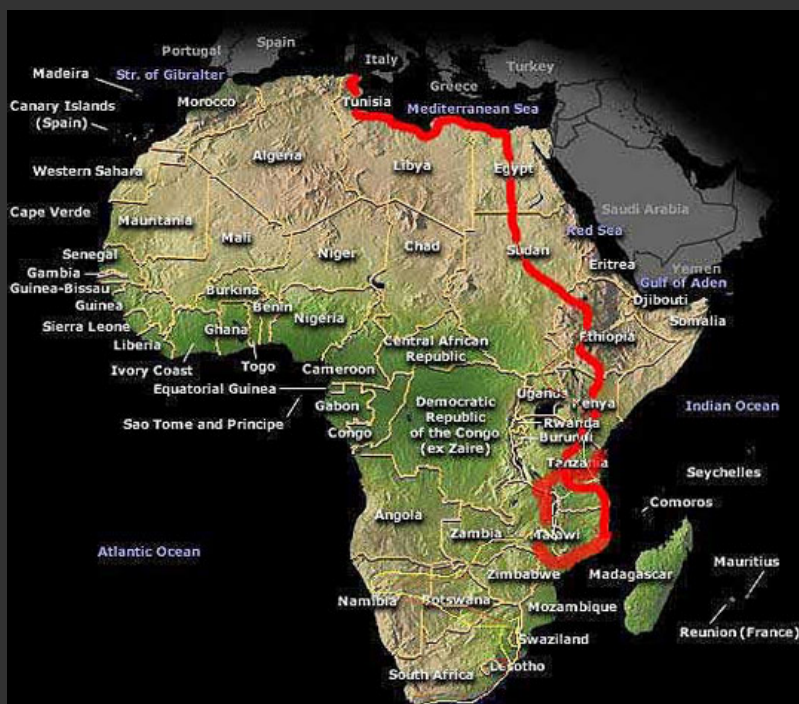 Portugal
Spain
Italy
Turkey
Greece
Madeira
Str. of Gibralter
Morocco
Tunisia
Mediterranean Sea
Canary Islands
(Spain)
Algeria
Libya
Egypt
Western Sahara
Saudi Arabia
Cape Verde
Mauntania
Mali
Niger
Chad
Sudan
Red Sea
Eritrea
Yemen
Gulf of Aden
Senegal
Gambia
Guinea-Bissau
Guinea
Burkina
Benin
Nigeria
Djibouti
Somalia
Sierra Leone
Liberia
Ghana
Ivory Coast
Togo
Cameroon
Central African
Republic
Ethiopia
Equatorial Guinea
Gabon
Congo
Sao Tome and Principe
Democratic
Republic
of the Congo
(ex Zaire)
Uganda
Kenya
Rwanda
Burundi
Indian Ocean
Tanzania
Seychelles
Comoros
Angola
Zambia
Malawi
Atlantic Ocean
Zimbabwe
Madagascar
Mauritius
Namibia
Botswana
Mozambique
Reunion (France)
Swaziland
South Africa
Lesotho